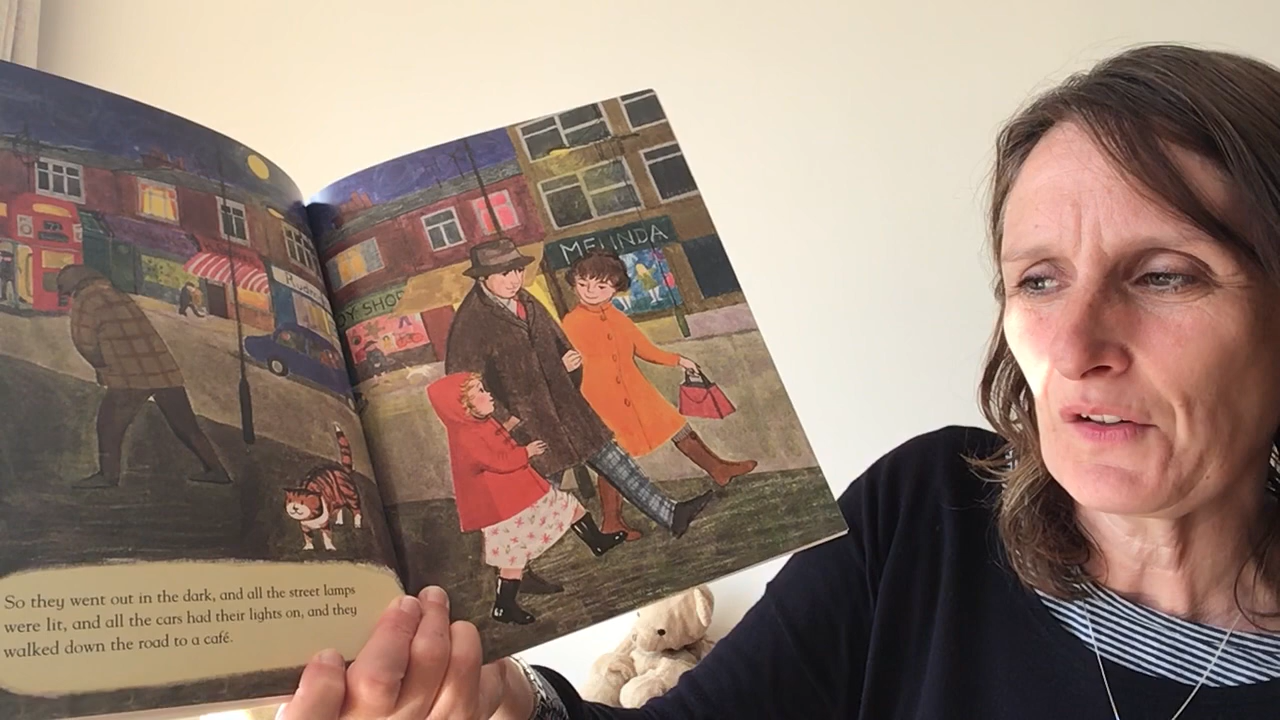 So they went out in the dark, and all the street lamps
were lit, and all the cars had their lights on, and they
walked down the road to a café.
OY SHOP
MELINDA